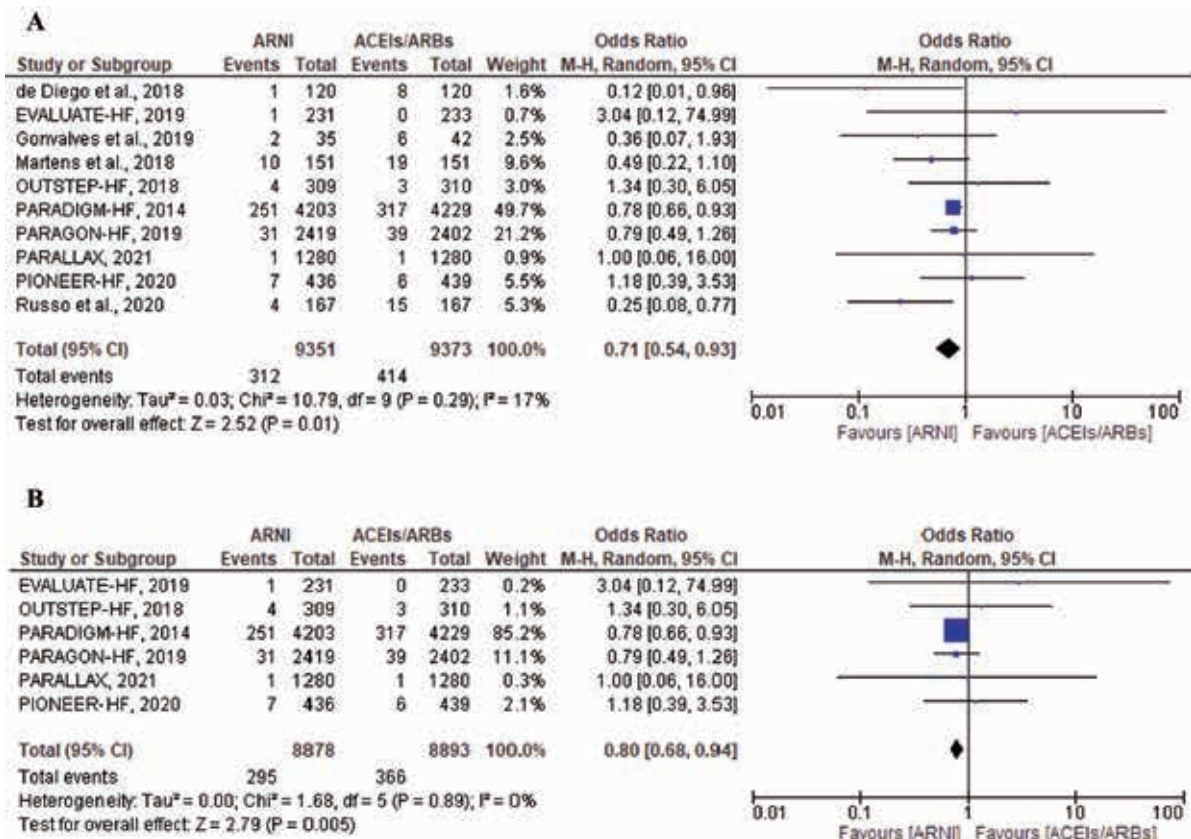 A
ARNI ACEIs/ARBs Odds Ratio Odds Ratio
Study or Subgroup Events Total Events Total Weight M-H, Random, 95% CI M-H, Random, 95% CI
de Diego et al., 2018 1 120 8 120 1.6% 0.12 [0.01, 0.96]
EVALUATE-HF, 2019 1 231 0 233 0.7% 3.04 [0.12, 74.99]
Gonvalves et al., 2019 2 35 6 42 2.5% 0.36 [0.07, 1.93]
Martens et al., 2018 10 151 19 151 9.6% 0.49 [0.22, 1.10]
OUTSTEP-HF, 2018 4 309 3 310 3.0% 1.34 [0.30, 6.05]
PARADIGM-HF, 2014 251 4203 317 4229 49.7% 0.78 [0.66, 0.93]
PARAGON-HF, 2019 31 2419 39 2402 21.2% 0.79 [0.49, 1.26]
PARALLAX, 2021 1 1280 1 1280 0.9% 1.00 [0.06, 16.00]
PIONEER-HF, 2020 7 436 6 439 5.1% 1.18 [0.39, 3.53]
Russo et al., 2020 4 167 15 167 5.3% 0.25 [0.08, 0.77]
Total (95% CI) 9351 9373 100.0% 0.71 [0.54, 0.93]
Total events 312 414
Heterogeneity: Tau² = 0.03; Chi² = 10.79, df = 9 (P = 0.29); I² = 17%
Test for overall effect: Z = 2.52 (P = 0.01)
0.01 0.1 1 10 100
Favours [ARNI] Favours [ACEIs/ARBs]
B
ARNI ACEIs/ARBs Odds Ratio Odds Ratio
Study or Subgroup Events Total Events Total Weight M-H, Random, 95% CI M-H, Random, 95% CI
EVALUATE-HF, 2019 1 231 0 233 0.2% 3.04 [0.12, 74.99]
OUTSTEP-HF, 2018 4 309 3 310 1.1% 1.34 [0.30, 6.05]
PARADIGM-HF, 2014 251 4203 317 4229 85.2% 0.78 [0.66, 0.93]
PARAGON-HF, 2019 31 2419 39 2402 11.1% 0.79 [0.49, 1.26]
PARALLAX, 2021 1 1280 1 1280 0.3% 1.00 [0.06, 16.00]
PIONEER-HF, 2020 7 436 6 439 2.1% 1.18 [0.39, 3.53]
Total (95% CI) 8878 8893 100.0% 0.80 [0.68, 0.94]
Total events 295 366
Heterogeneity: Tau² = 0.00; Chi² = 1.68, df = 5 (P = 0.89); I² = 0%
Test for overall effect: Z = 2.79 (P = 0.005)
0.01 0.1 1 10 100
Favours [ARNI] Favours [ACEIs/ARBs]